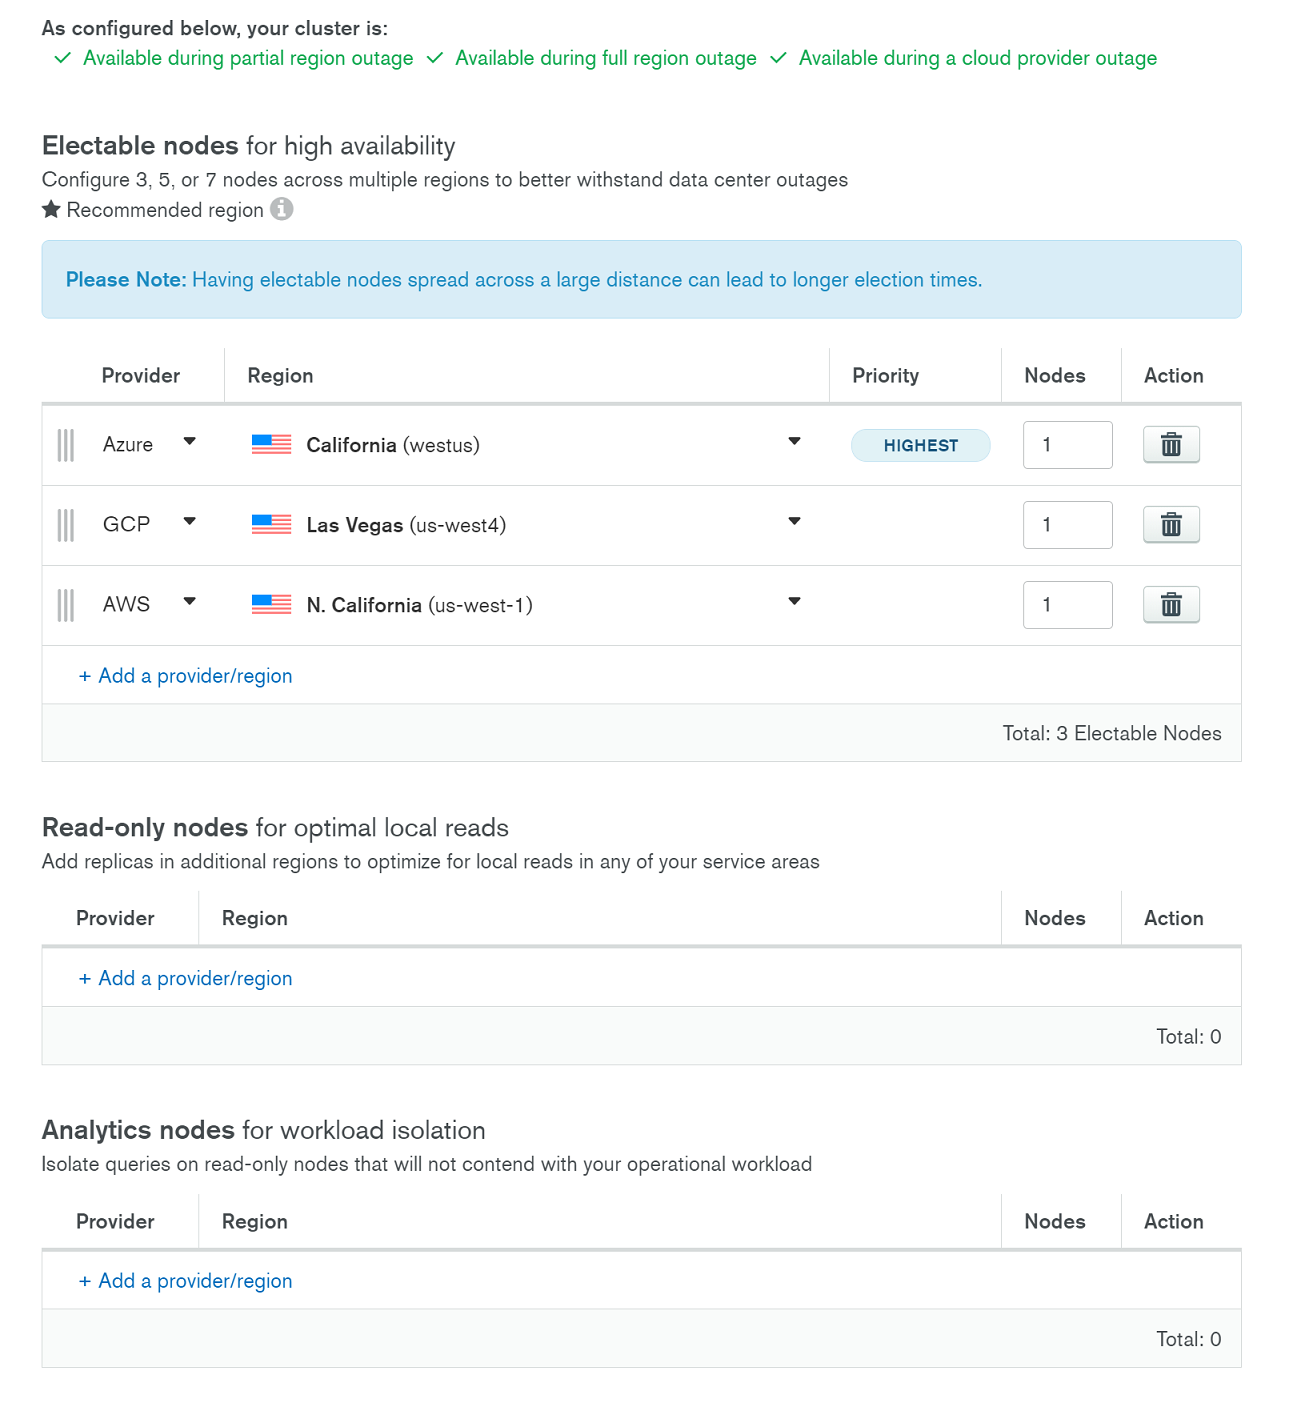 As configured below, your cluster is:
✓ Available during partial region outage ✓ Available during full region outage ✓ Available during a cloud provider outage
Electable nodes for high availability
Configure 3, 5, or 7 nodes across multiple regions to better withstand data center outages
★ Recommended region i
Please Note: Having electable nodes spread across a large distance can lead to longer election times.
Provider Region Priority Nodes Action
Azure California (westus) HIGHEST 1
GCP Las Vegas (us-west4) 1
AWS N. California (us-west-1) 1
+ Add a provider/region
Total: 3 Electable Nodes
Read-only nodes for optimal local reads
Add replicas in additional regions to optimize for local reads in any of your service areas
Provider Region Nodes Action
+ Add a provider/region
Total: 0
Analytics nodes for workload isolation
Isolate queries on read-only nodes that will not contend with your operational workload
Provider Region Nodes Action
+ Add a provider/region
Total: 0